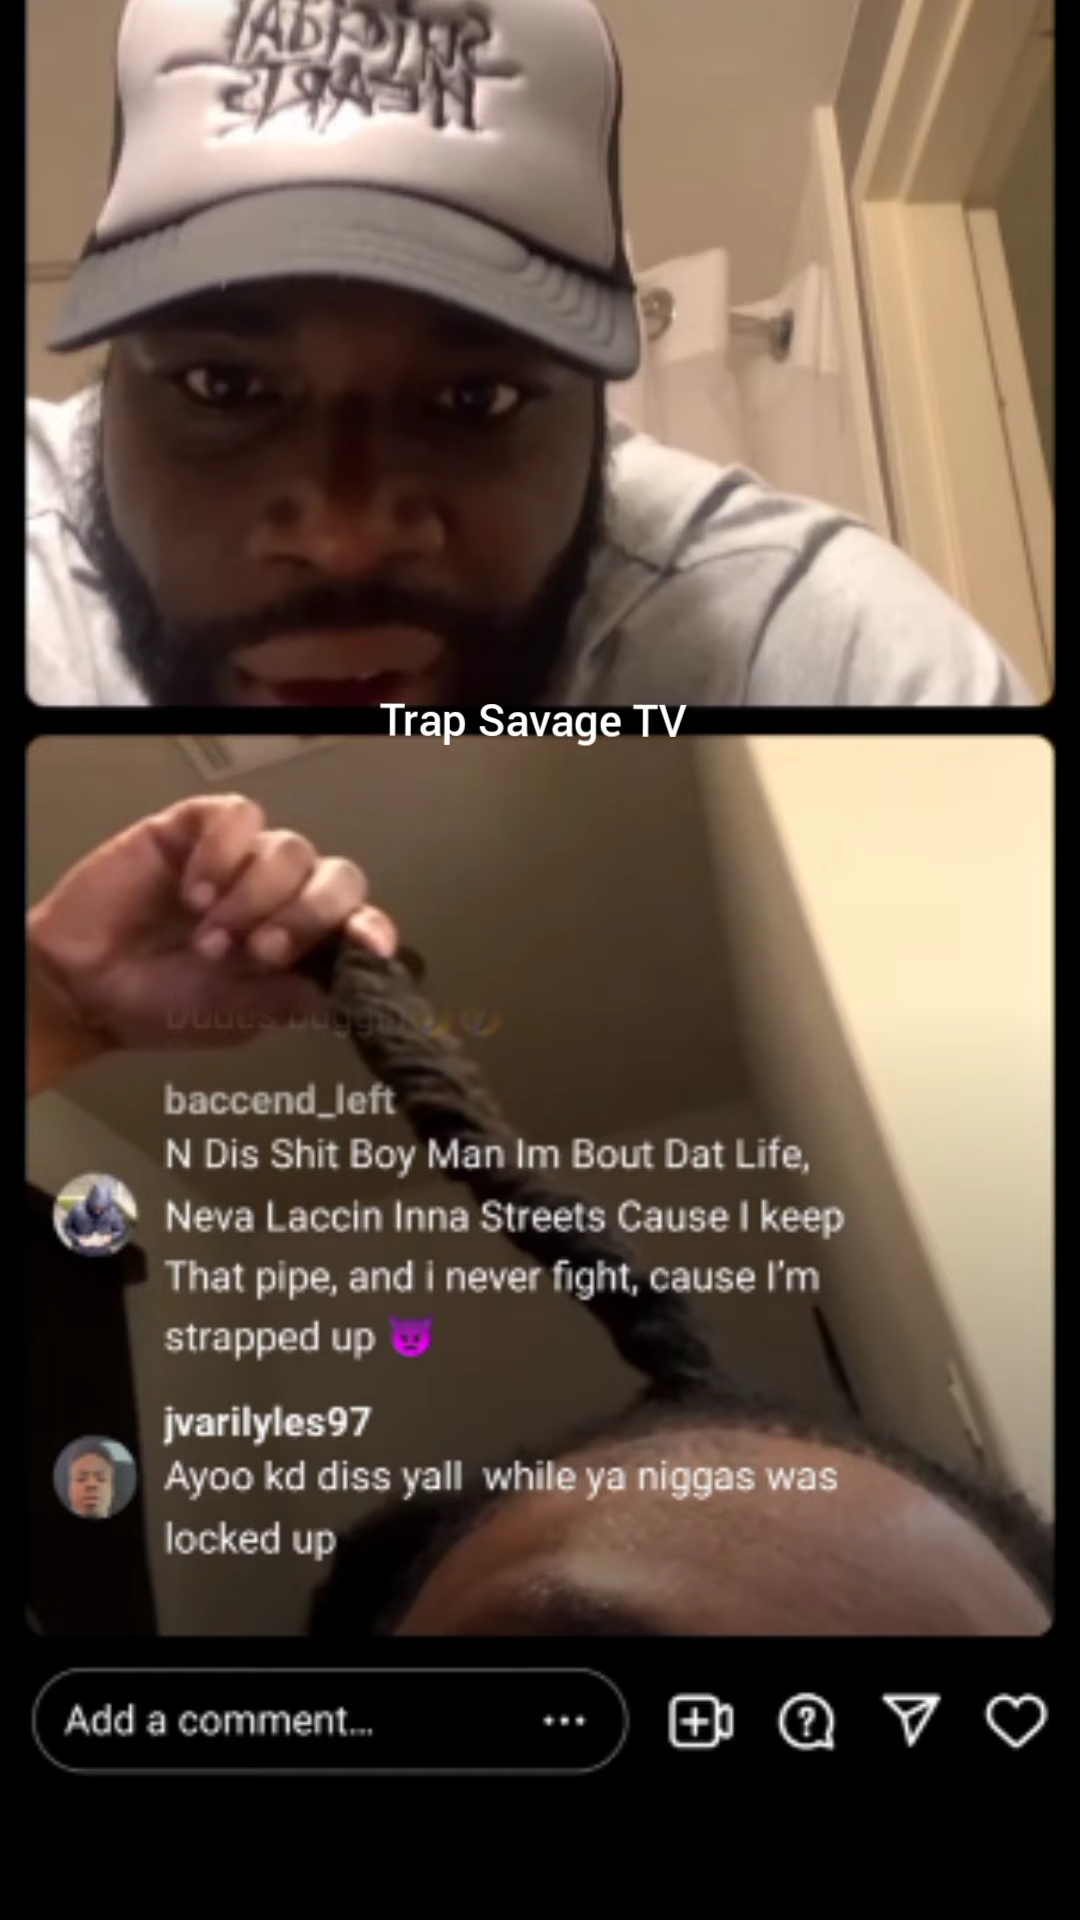 Trap Savage TV
baccend_left
N Dis Shit Boy Man Im Bout Dat Life,
Neva Laccin Inna Streets Cause I keep
That pipe, and i never fight, cause I'm
strapped up 😈
jvarilyles97
Ayoo kd diss yall  while ya niggas was
locked up
Add a comment...